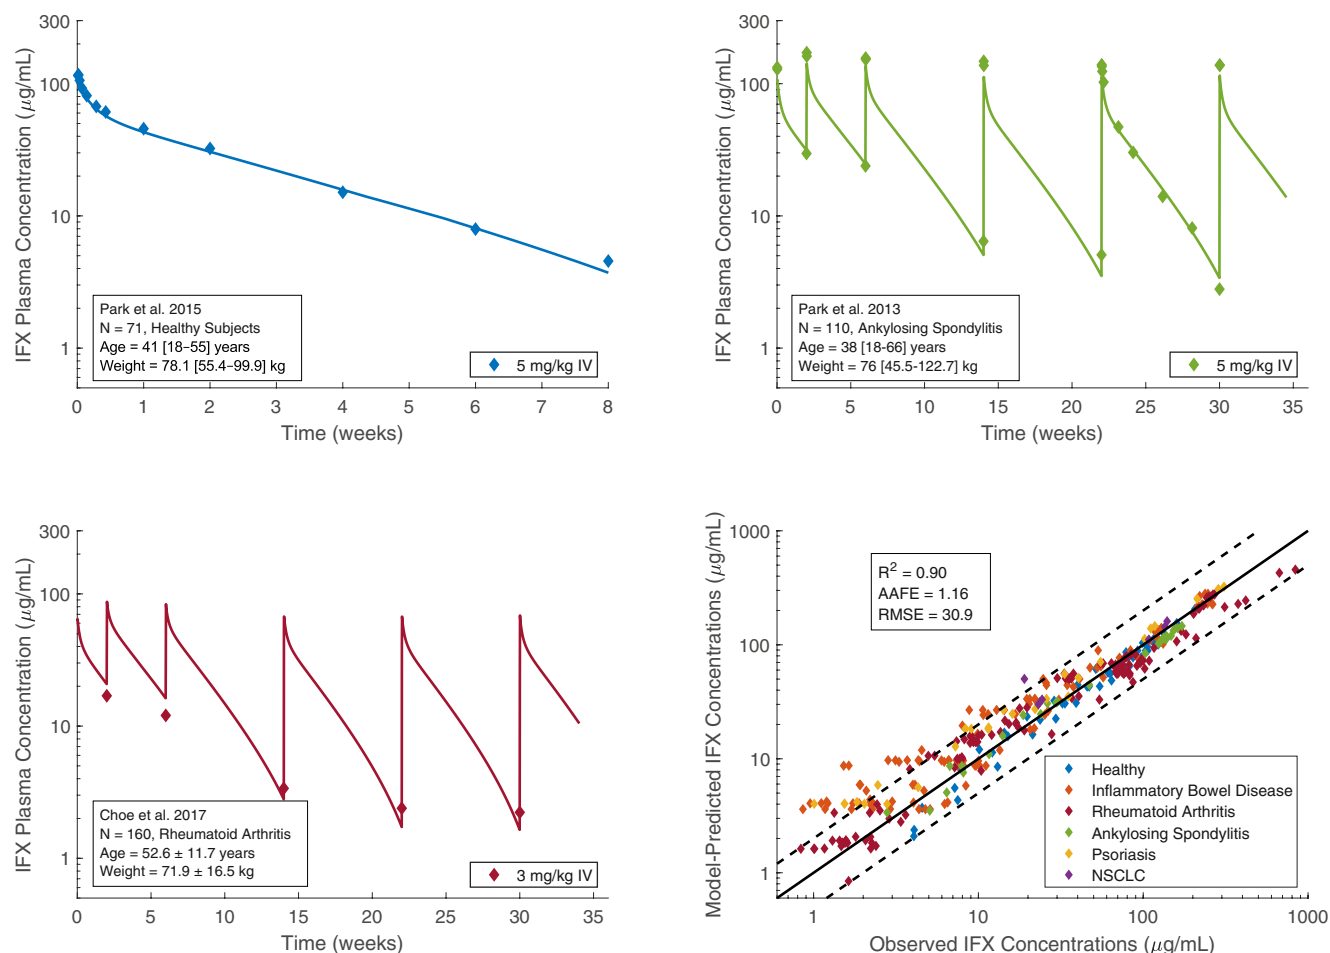 300
100
10
1
IFX Plasma Concentration (μg/mL)
Park et al. 2015
N = 71, Healthy Subjects
Age = 41 [18–55] years
Weight = 78.1 [55.4–99.9] kg
5 mg/kg IV
0 1 2 3 4 5 6 7 8
Time (weeks)
300
100
10
1
IFX Plasma Concentration (μg/mL)
Park et al. 2013
N = 110, Ankylosing Spondylitis
Age = 38 [18-66] years
Weight = 76 [45.5-122.7] kg
5 mg/kg IV
0 5 10 15 20 25 30 35
Time (weeks)
300
100
10
1
IFX Plasma Concentration (μg/mL)
Choe et al. 2017
N = 160, Rheumatoid Arthritis
Age = 52.6 ± 11.7 years
Weight = 71.9 ± 16.5 kg
3 mg/kg IV
0 5 10 15 20 25 30 35
Time (weeks)
1000
100
10
1
Model-Predicted IFX Concentrations (μg/mL)
R² = 0.90
AAFE = 1.16
RMSE = 30.9
Healthy
Inflammatory Bowel Disease
Rheumatoid Arthritis
Ankylosing Spondylitis
Psoriasis
NSCLC
1 10 100 1000
Observed IFX Concentrations (μg/mL)